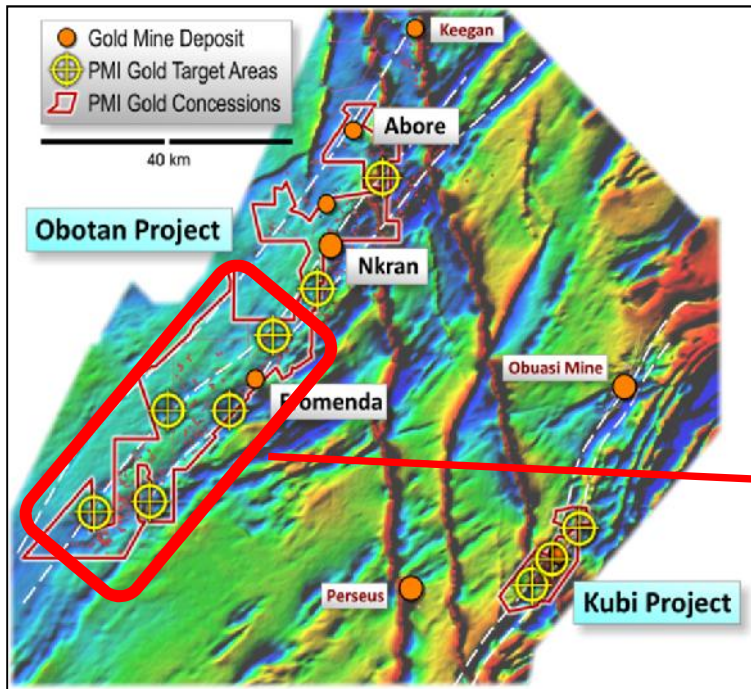 Gold Mine Deposit
PMI Gold Target Areas
PMI Gold Concessions
40 km
Keegan
Abore
Obotan Project
Nkran
Obuasi Mine
Perseus
Kubi Project